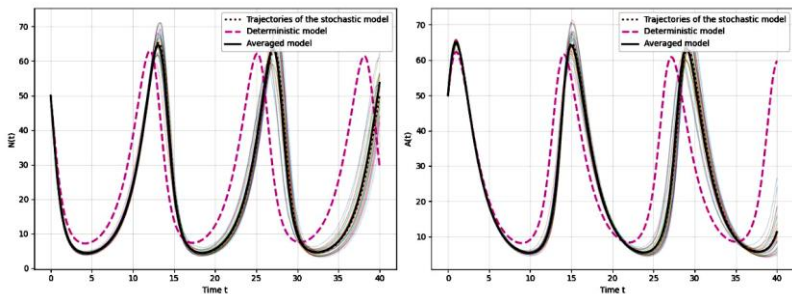 Trajectories of the stochastic model
Deterministic model
Averaged model
70
60
50
40
30
20
10
0
N(t)
0 5 10 15 20 25 30 35 40
Time t
Trajectories of the stochastic model
Deterministic model
Averaged model
70
60
50
40
30
20
10
A(t)
0 5 10 15 20 25 30 35 40
Time t